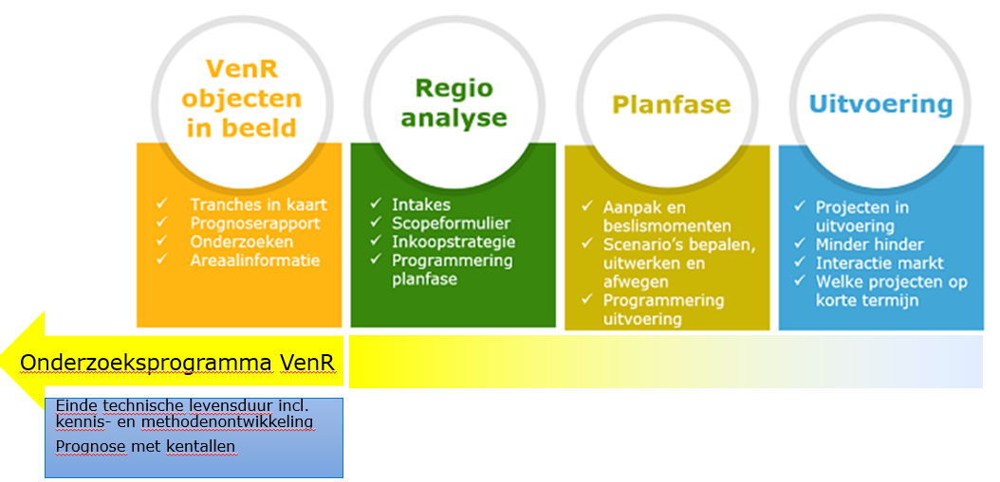 VenR
objecten
in beeld
✓ Tranches in kaart
✓ Prognoserapport
✓ Onderzoeken
✓ Areaalinformatie
Regio
analyse
✓ Intakes
✓ Scopeformulier
✓ Inkoopstrategie
✓ Programmering
planfase
Planfase
✓ Aanpak en
beslismomenten
✓ Scenario's bepalen,
uitwerken en
afwegen
✓ Programmering
uitvoering
Uitvoering
✓ Projecten in
uitvoering
✓ Minder hinder
✓ Interactie markt
✓ Welke projecten op
korte termijn
Onderzoeksprogramma VenR
Einde technische levensduur incl.
kennis- en methodenontwikkeling
Prognose met kentallen